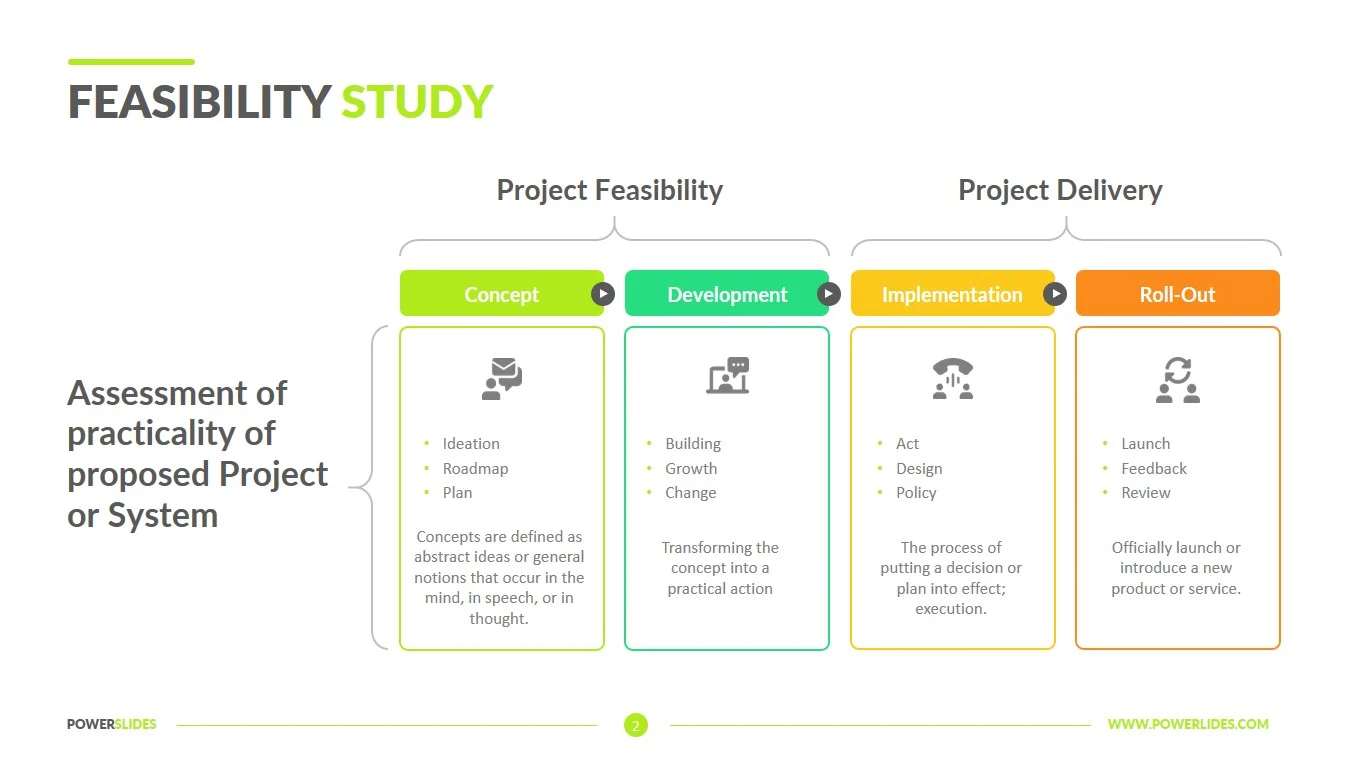 FEASIBILITY STUDY
Project Feasibility
Project Delivery
Concept
Development
Implementation
Roll-Out
Assessment of
practicality of
proposed Project
or System
• Ideation
• Roadmap
• Plan
Concepts are defined as
abstract ideas or general
notions that occur in the
mind, in speech, or in
thought.
• Building
• Growth
• Change
Transforming the
concept into a
practical action
• Act
• Design
• Policy
The process of
putting a decision or
plan into effect;
execution.
• Launch
• Feedback
• Review
Officially launch or
introduce a new
product or service.
POWERSLIDES
2
WWW.POWERLIDES.COM